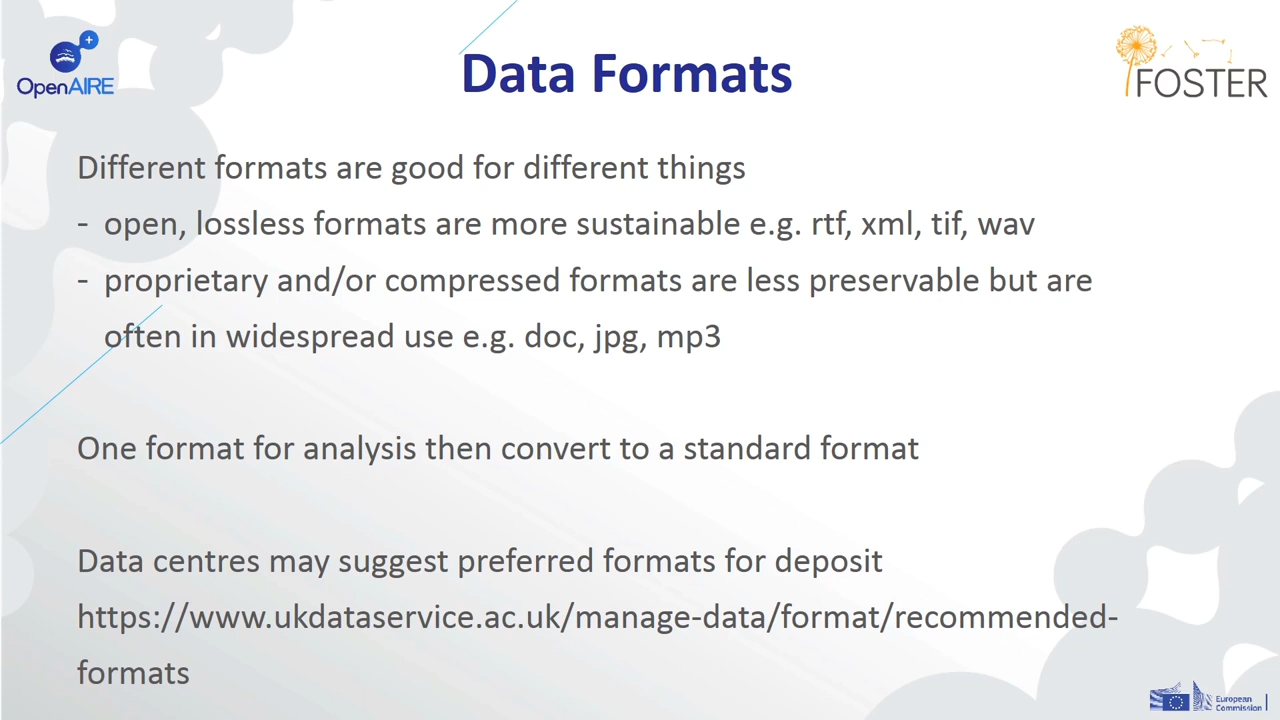 OpenAIRE
Data Formats
FOSTER
Different formats are good for different things
- open, lossless formats are more sustainable e.g. rtf, xml, tif, wav
- proprietary and/or compressed formats are less preservable but are
often in widespread use e.g. doc, jpg, mp3
One format for analysis then convert to a standard format
Data centres may suggest preferred formats for deposit
https://www.ukdataservice.ac.uk/manage-data/format/recommended-
formats
European
Commission